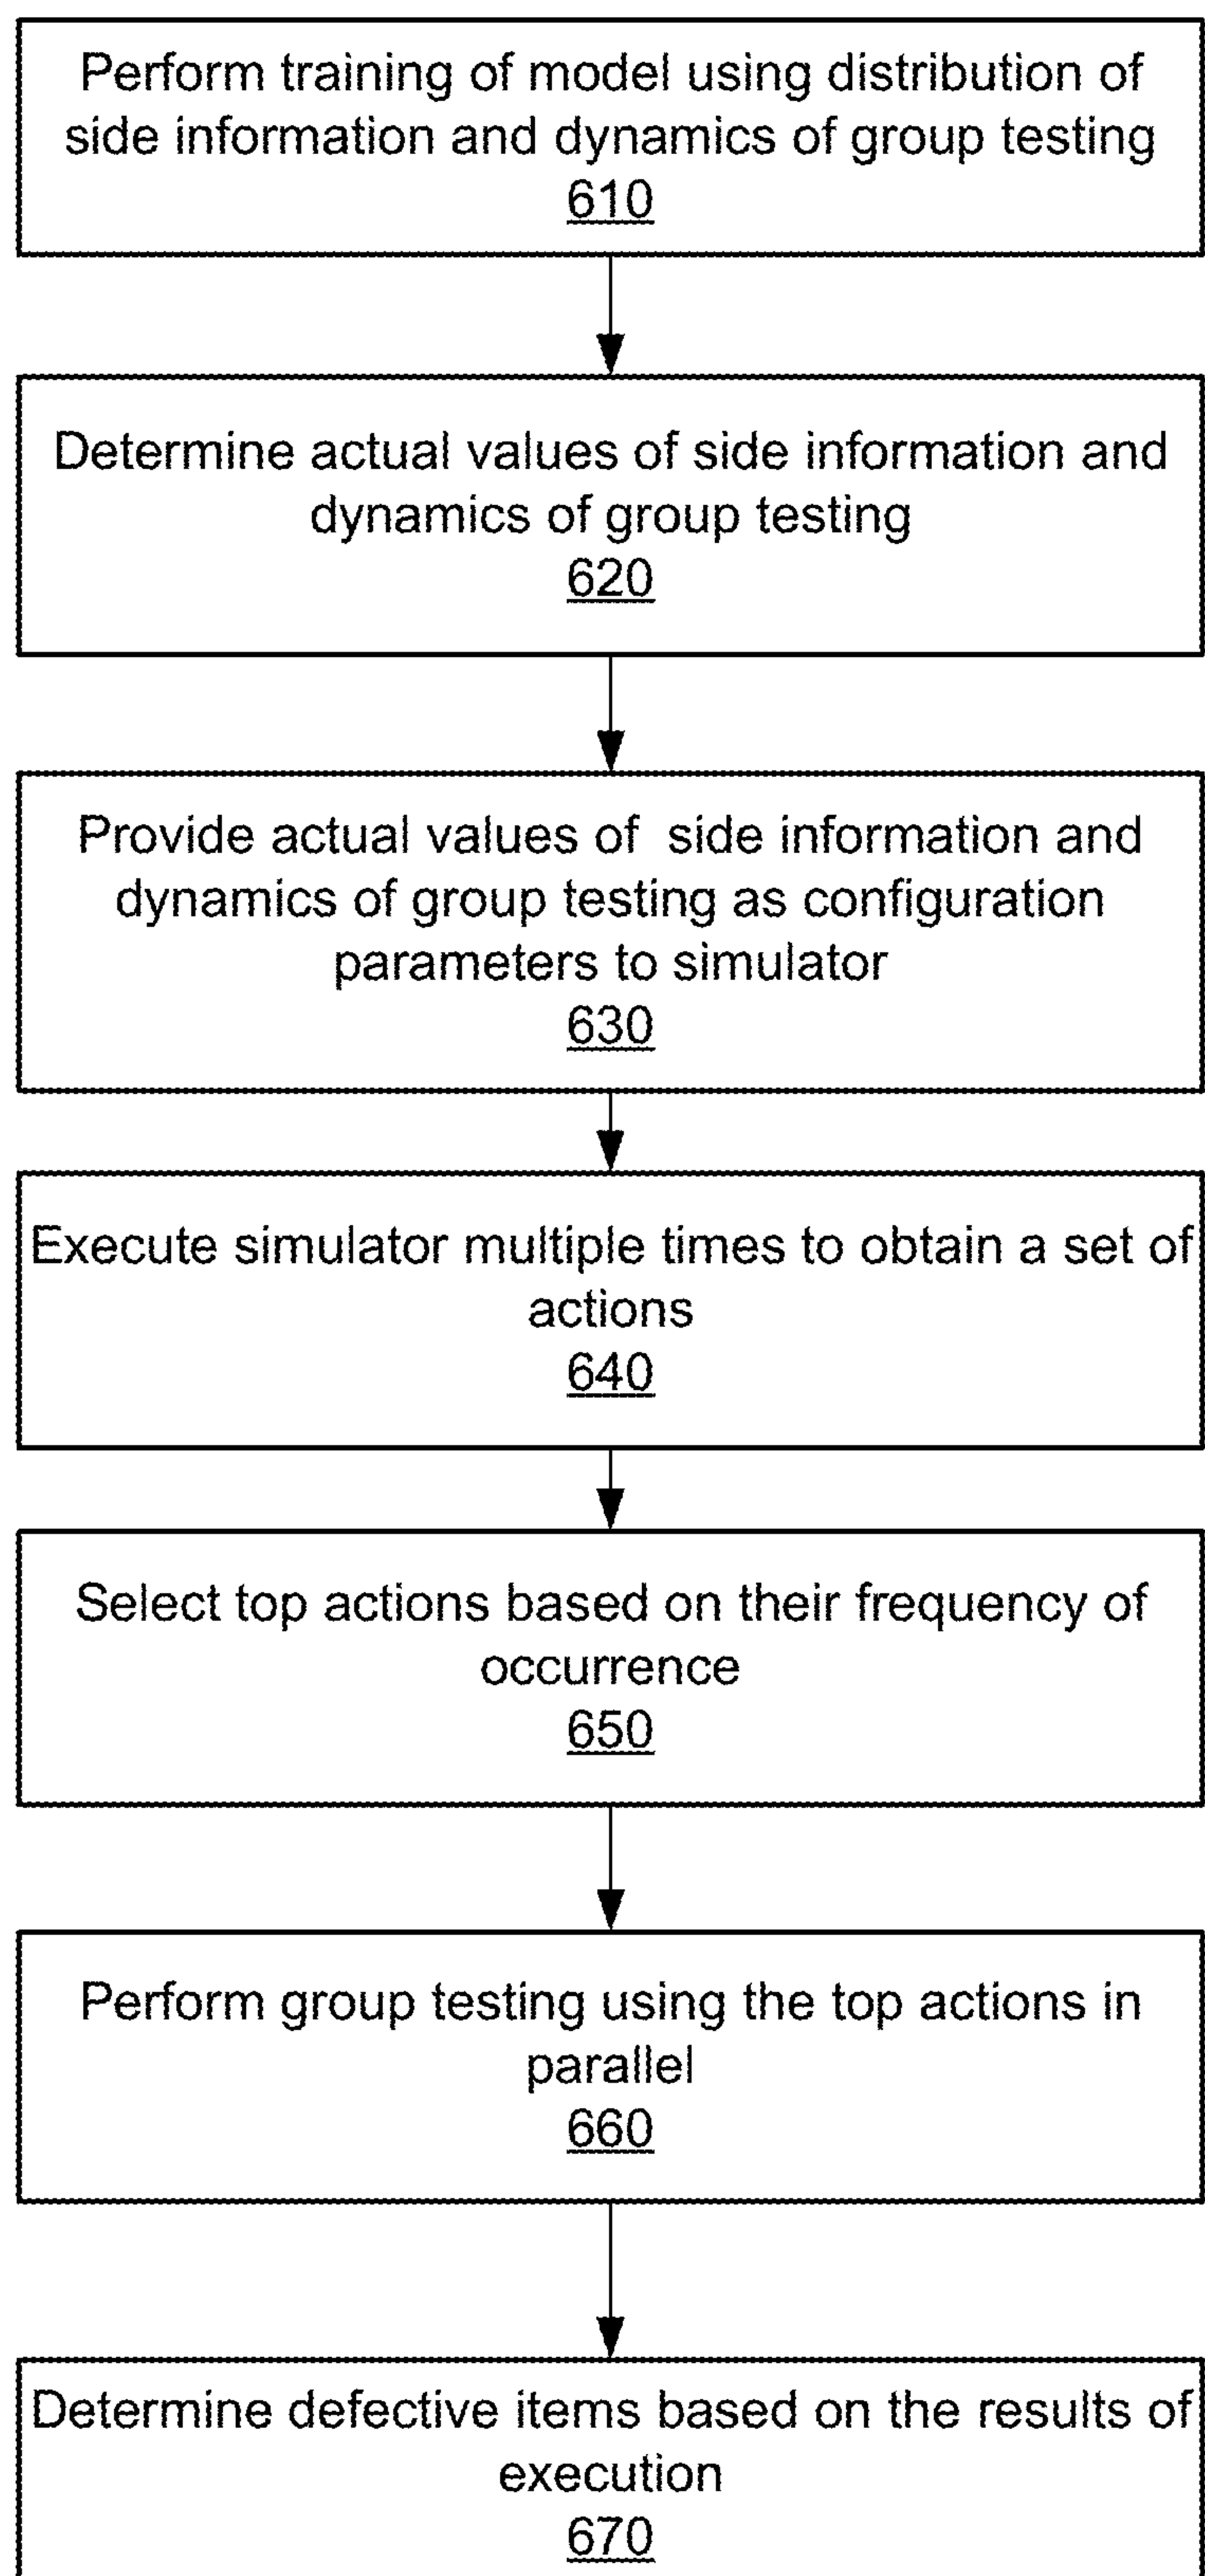 Perform training of model using distribution of
side information and dynamics of group testing
610
Determine actual values of side information and
dynamics of group testing
620
Provide actual values of  side information and
dynamics of group testing as configuration
parameters to simulator
630
Execute simulator multiple times to obtain a set of
actions
640
Select top actions based on their frequency of
occurrence
650
Perform group testing using the top actions in
parallel
660
Determine defective items based on the results of
execution
670